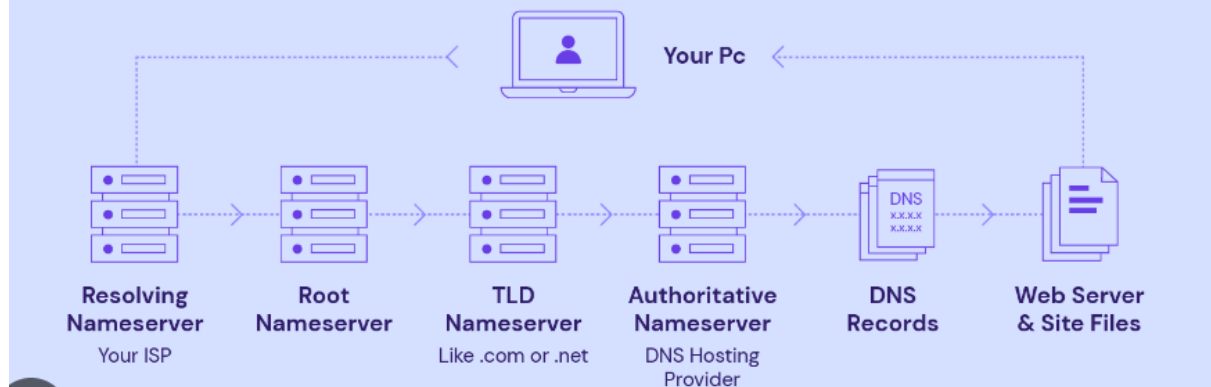 Your Pc
DNS
x.x.x.x
x.x.x.x
Resolving
Nameserver
Your ISP
Root
Nameserver
TLD
Nameserver
Like .com or .net
Authoritative
Nameserver
DNS Hosting
Provider
DNS
Records
Web Server
& Site Files